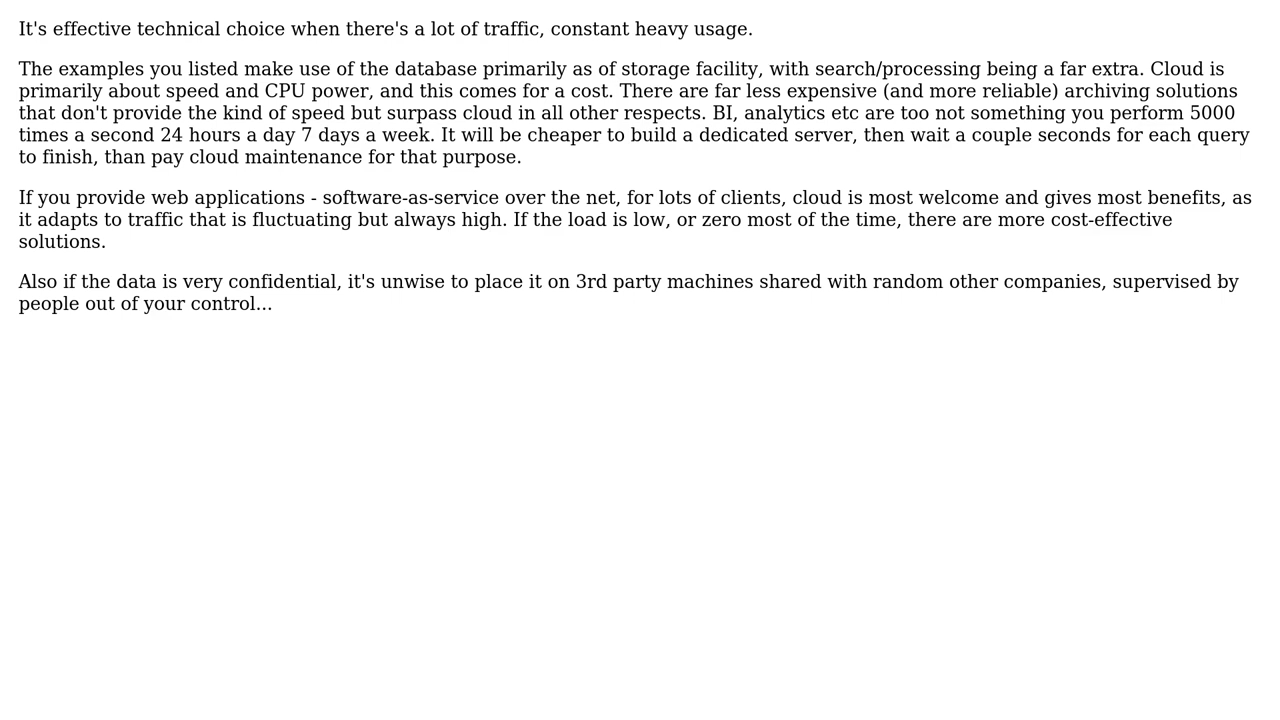 It's effective technical choice when there's a lot of traffic, constant heavy usage.
The examples you listed make use of the database primarily as of storage facility, with search/processing being a far extra. Cloud is
primarily about speed and CPU power, and this comes for a cost. There are far less expensive (and more reliable) archiving solutions
that don't provide the kind of speed but surpass cloud in all other respects. BI, analytics etc are too not something you perform 5000
times a second 24 hours a day 7 days a week. It will be cheaper to build a dedicated server, then wait a couple seconds for each query
to finish, than pay cloud maintenance for that purpose.
If you provide web applications - software-as-service over the net, for lots of clients, cloud is most welcome and gives most benefits, as
it adapts to traffic that is fluctuating but always high. If the load is low, or zero most of the time, there are more cost-effective
solutions.
Also if the data is very confidential, it's unwise to place it on 3rd party machines shared with random other companies, supervised by
people out of your control...